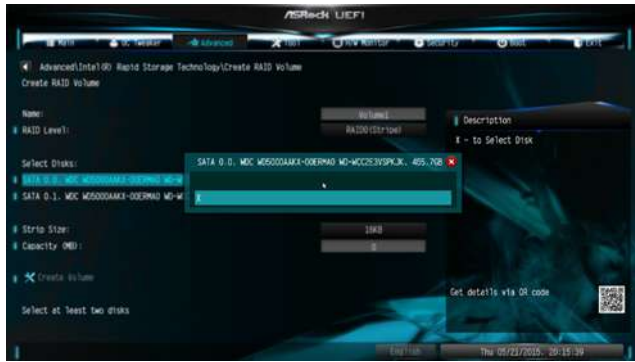 ASRock UEFI
Main OC Tweaker Advanced Tool H/W Monitor Security Boot Exit
Advanced\Intel(R) Rapid Storage Technology\Create RAID Volume
Create RAID Volume
Name: Volume1
RAID Level: RAID0(Stripe)
Description
X - to Select Disk
Select Disks:
SATA 0.0, WDC WD5000AAKX-00ERMA0 WD-WCC2E3VSPKJK, 465.7GB
SATA 0.0, WDC WD5000AAKX-00ERMA0 WD-W
X
SATA 0.1, WDC WD5000AAKX-00ERMA0 WD-W
Strip Size: 16KB
Capacity (MB): 0
Create Volume
Select at least two disks
Get details via QR code
English
Thu 05/21/2015, 20:15:39